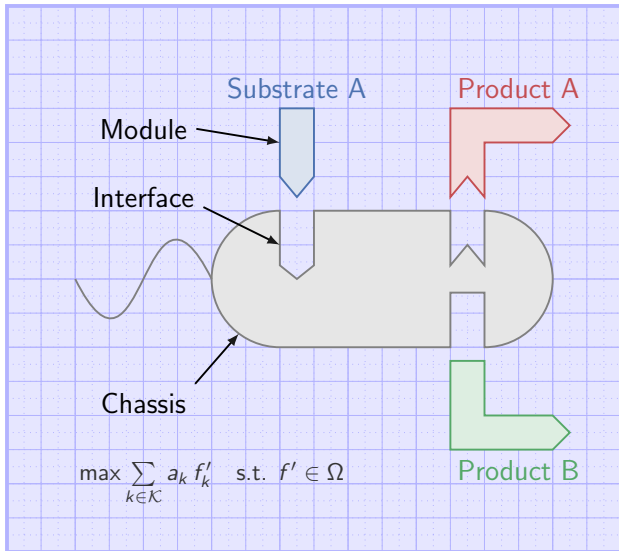 Substrate A
Product A
Module
Interface
Chassis
max ∑ a_k f'_k s.t. f' ∈ Ω
k∈𝒦
Product B